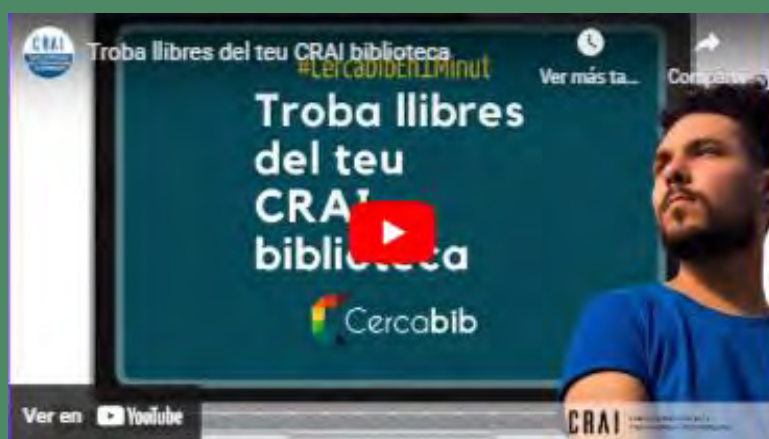 CRAI
Troba llibres del teu CRAI biblioteca
Ver más ta...
#CercabibEn1Minut
Troba llibres
del teu
CRAI
biblioteca
Cercabib
Ver en YouTube
CRAI